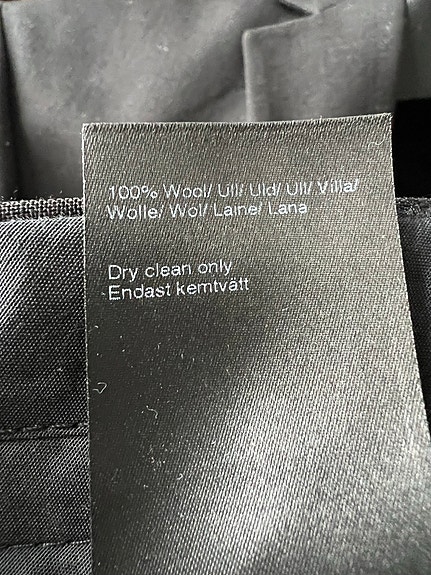 100% Wool/ Ull/ Uld/ Ull/ Villa/
Wolle/ Wol/ Laine/ Lana
Dry clean only
Endast kemtvätt